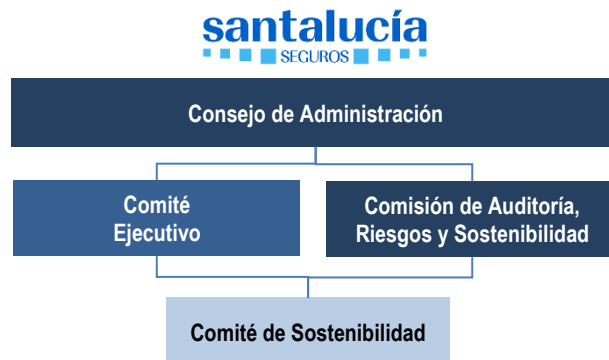 santalucía
SEGUROS
Consejo de Administración
Comité
Ejecutivo
Comisión de Auditoría,
Riesgos y Sostenibilidad
Comité de Sostenibilidad